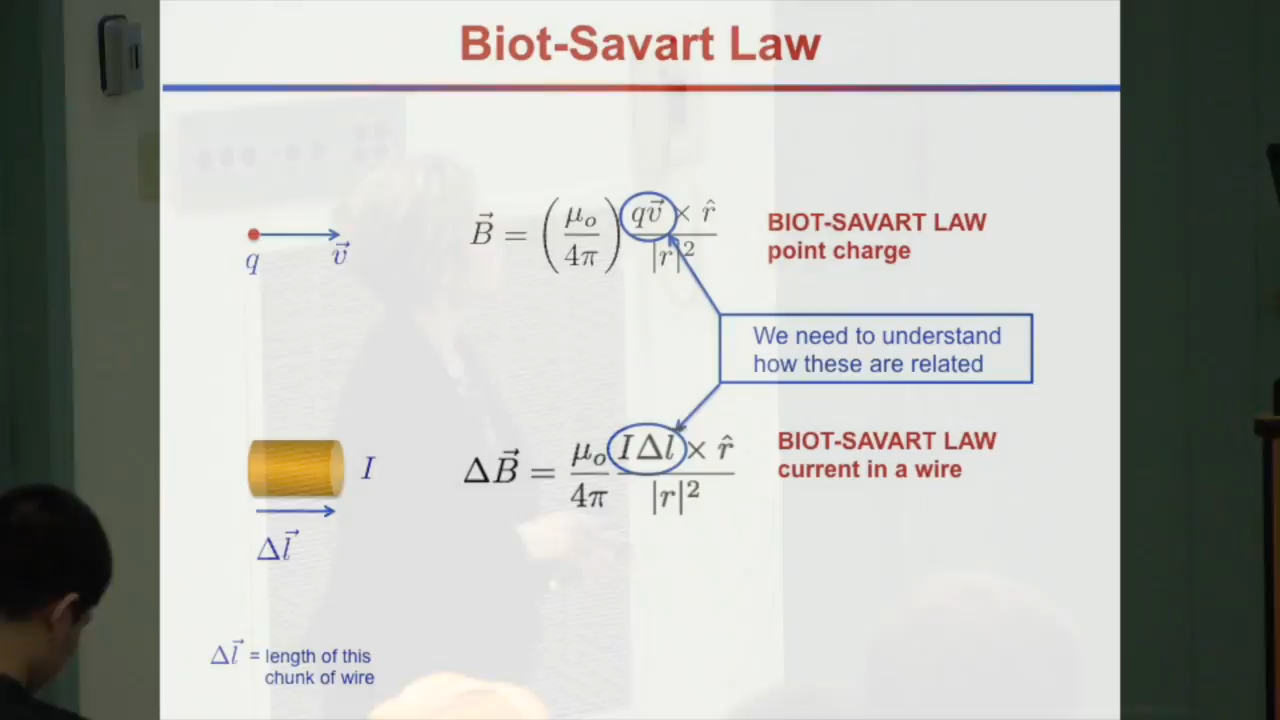 Biot-Savart Law
q v⃗
B⃗ = (μₒ/4π) qv⃗ × r̂ / |r|²
BIOT-SAVART LAW
point charge
We need to understand
how these are related
I
Δl⃗
ΔB⃗ = μₒ/4π IΔl × r̂ / |r|²
BIOT-SAVART LAW
current in a wire
Δl⃗ = length of this
chunk of wire